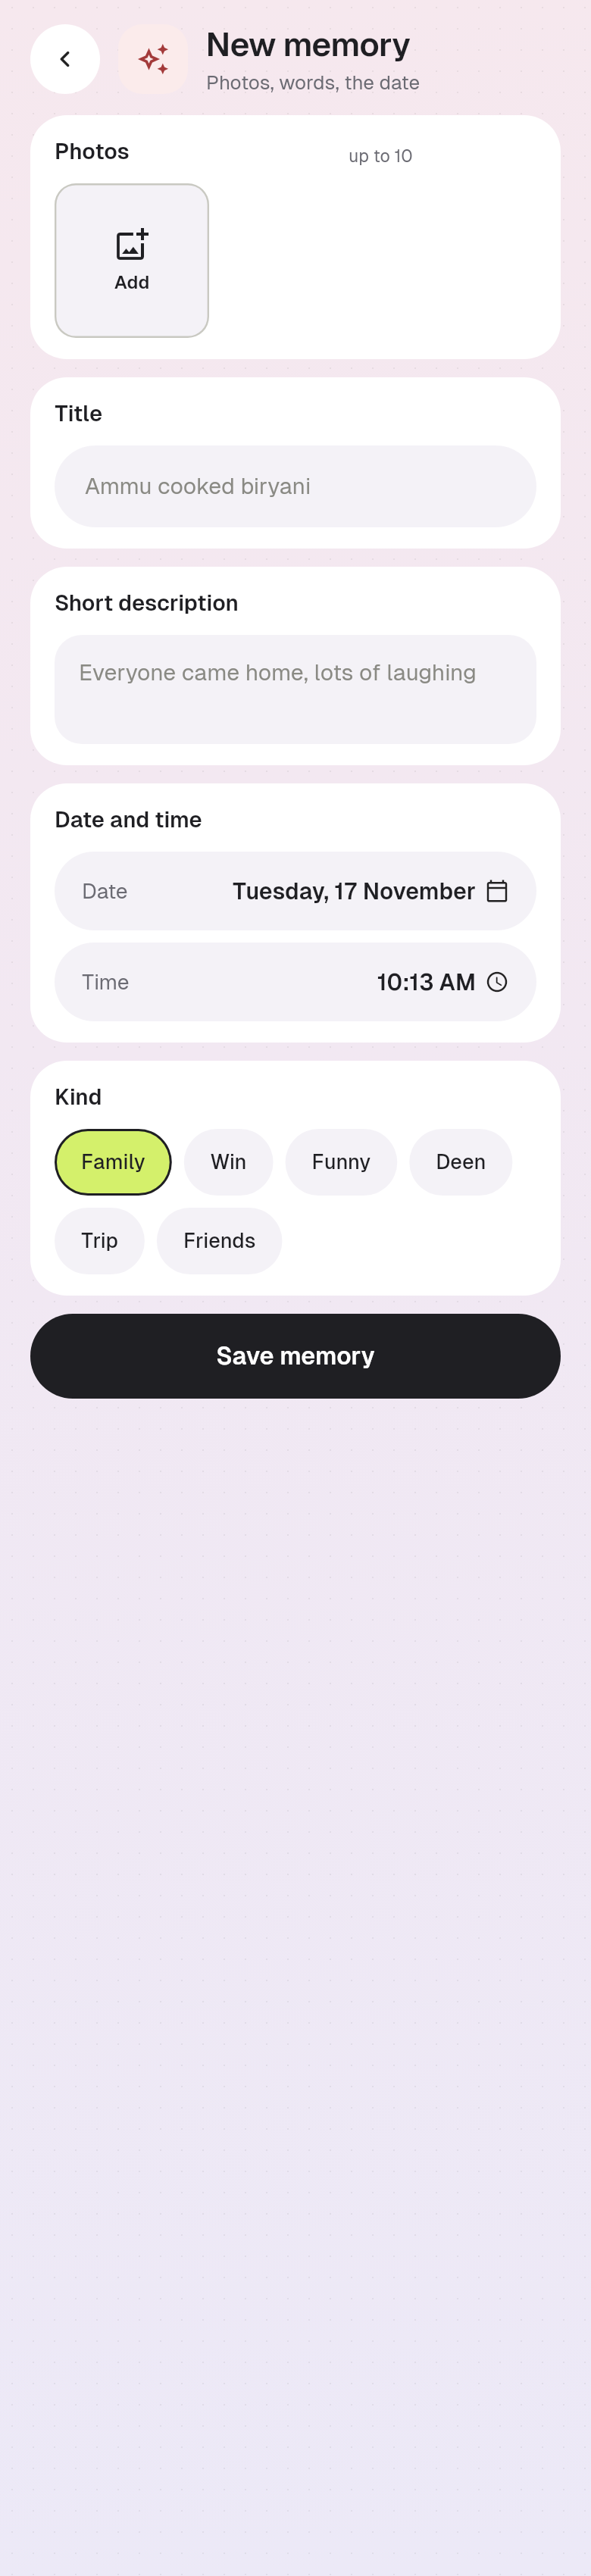 New memory
Photos, words, the date
Photos
up to 10
Add
Title
Ammu cooked biryani
Short description
Everyone came home, lots of laughing
Date and time
Date Tuesday, 17 November
Time 10:13 AM
Kind
Family Win Funny Deen
Trip Friends
Save memory